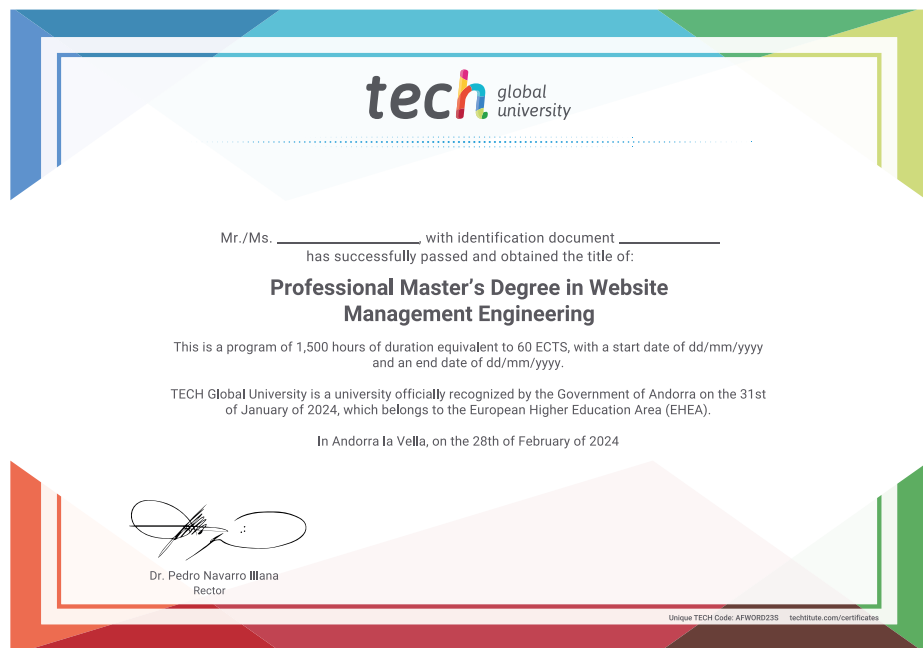 tech global
university
Mr./Ms. ____________, with identification document ____________
has successfully passed and obtained the title of:
Professional Master’s Degree in Website
Management Engineering
This is a program of 1,500 hours of duration equivalent to 60 ECTS, with a start date of dd/mm/yyyy
and an end date of dd/mm/yyyy.
TECH Global University is a university officially recognized by the Government of Andorra on the 31st
of January of 2024, which belongs to the European Higher Education Area (EHEA).
In Andorra la Vella, on the 28th of February of 2024
Dr. Pedro Navarro Illana
Rector
Unique TECH Code: AFWORD23S techtitute.com/certificates